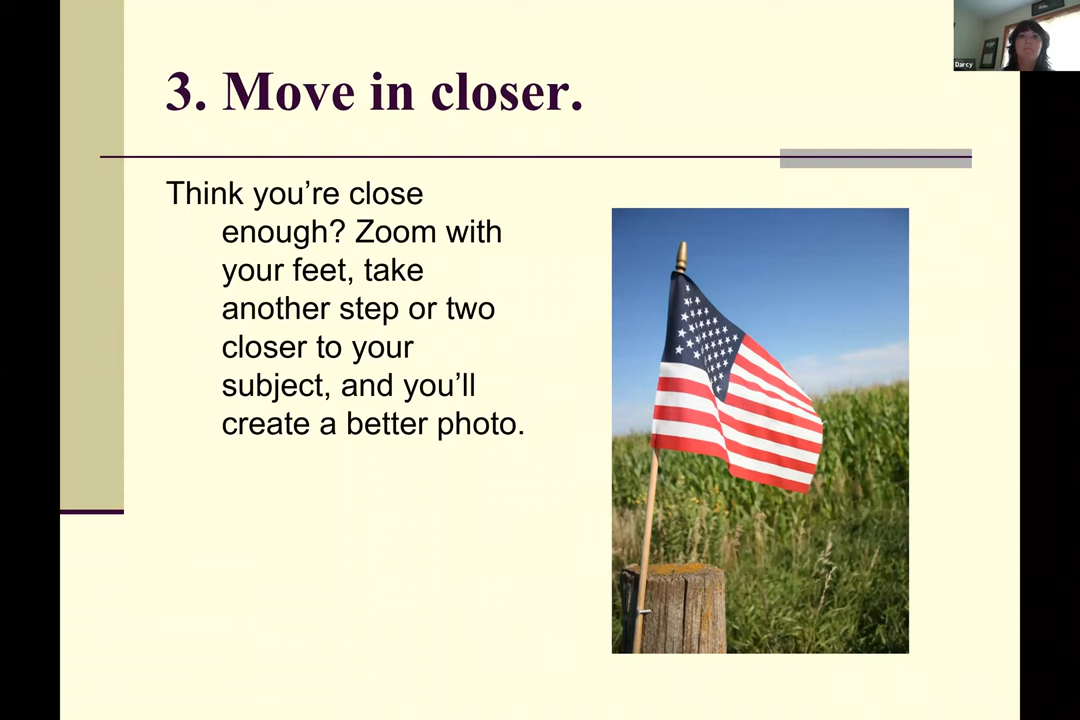 3. Move in closer.
Think you’re close
enough? Zoom with
your feet, take
another step or two
closer to your
subject, and you’ll
create a better photo.
Darcy